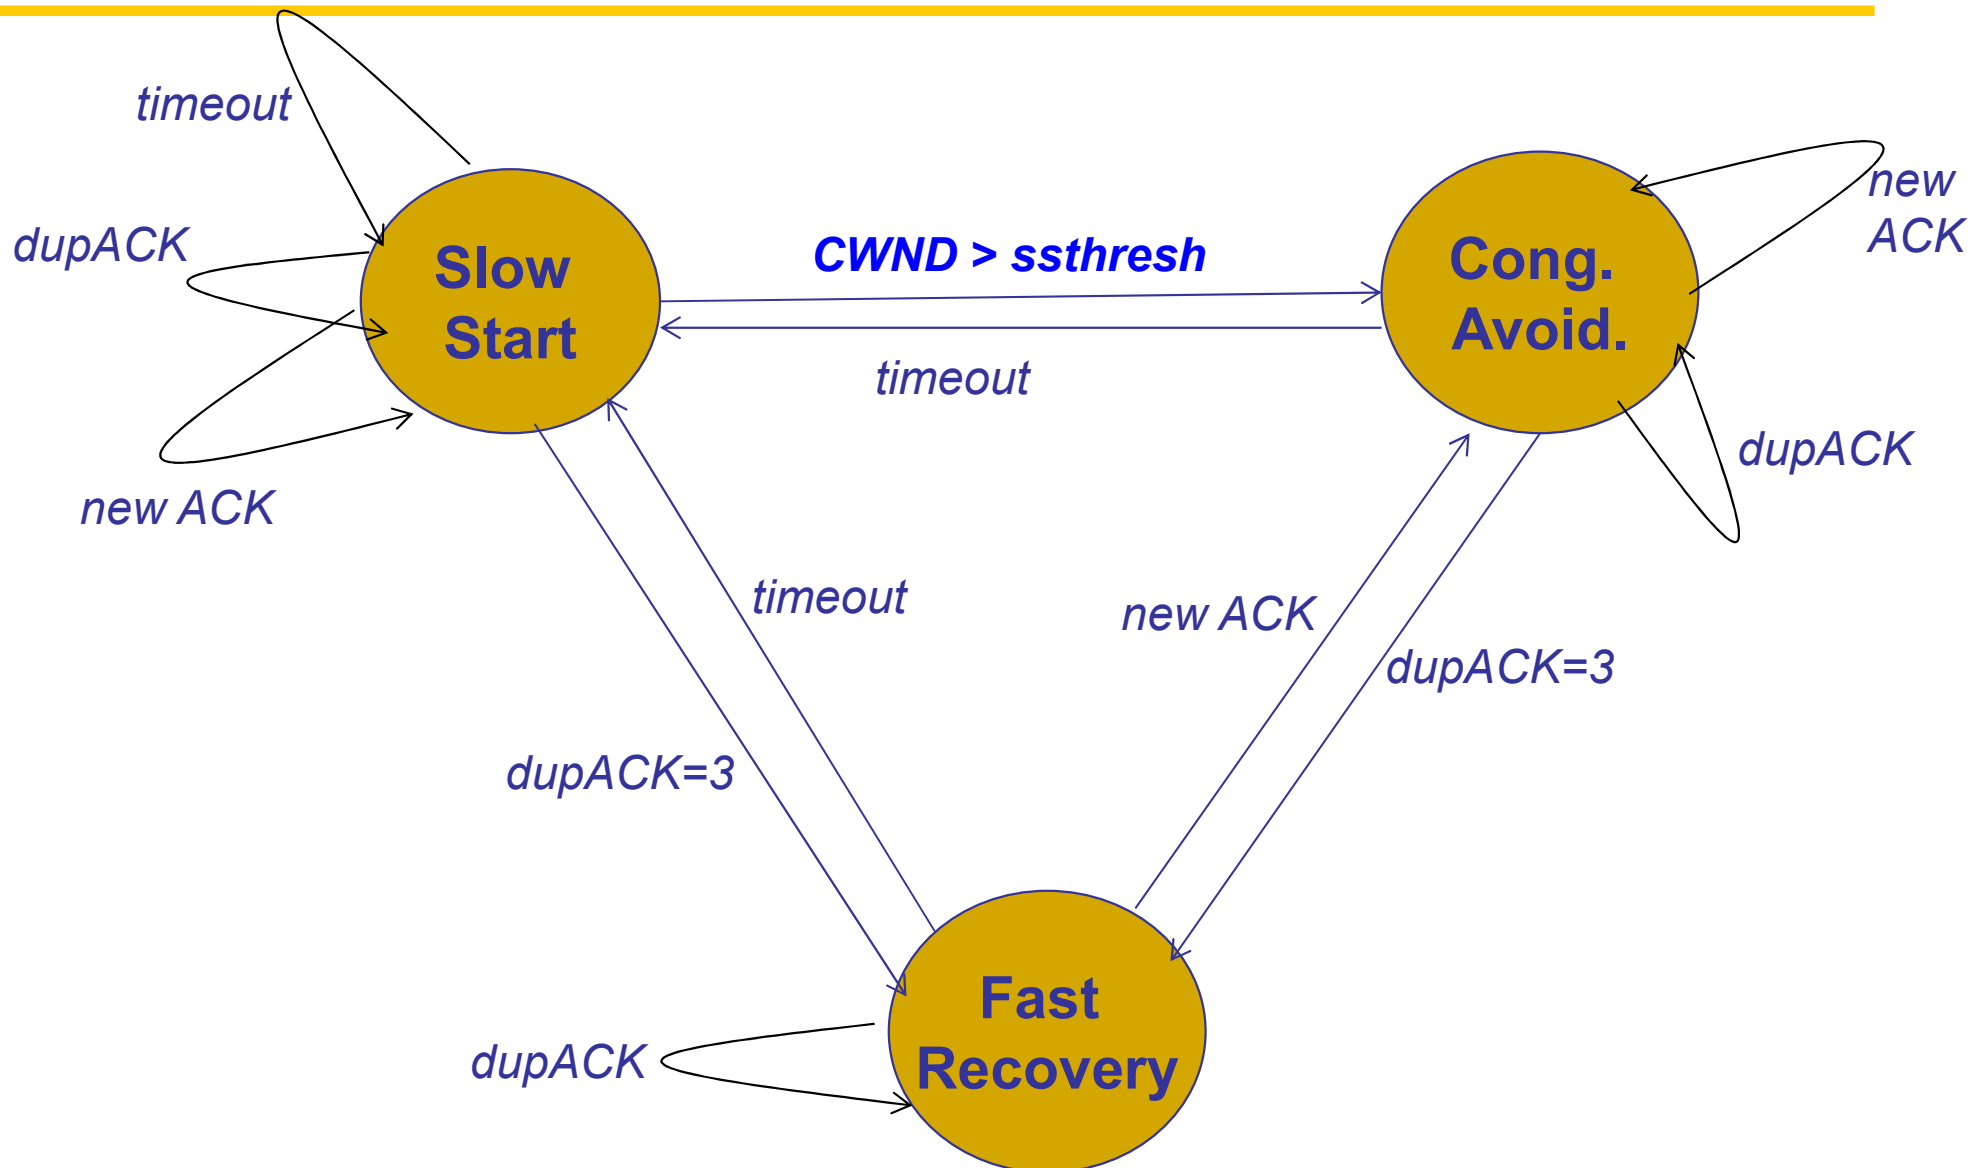 timeout
dupACK
Slow
Start
new ACK
CWND > ssthresh
timeout
Cong.
Avoid.
new
ACK
dupACK
timeout
new ACK
dupACK=3
dupACK=3
Fast
Recovery
dupACK